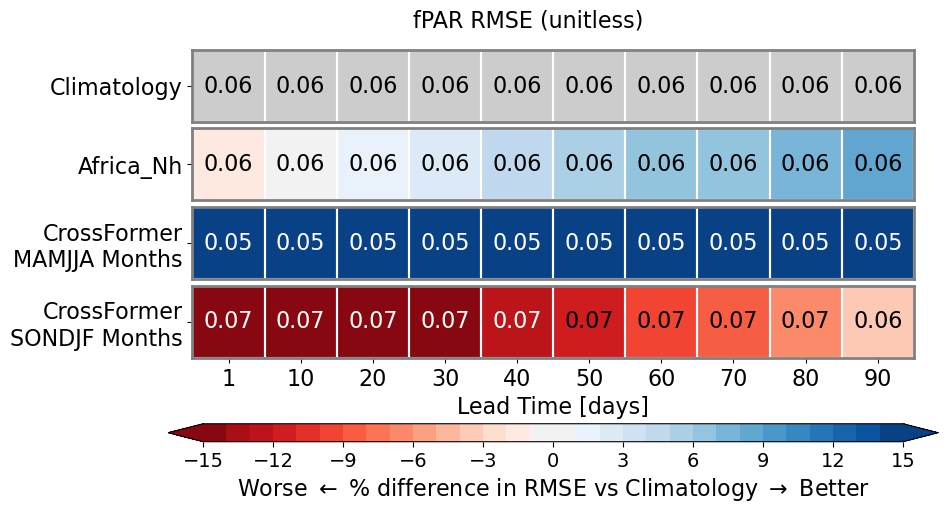 fPAR RMSE (unitless)
Climatology 0.06 0.06 0.06 0.06 0.06 0.06 0.06 0.06 0.06 0.06
Africa_Nh 0.06 0.06 0.06 0.06 0.06 0.06 0.06 0.06 0.06 0.06
CrossFormer
MAMJJA Months 0.05 0.05 0.05 0.05 0.05 0.05 0.05 0.05 0.05 0.05
CrossFormer
SONDJF Months 0.07 0.07 0.07 0.07 0.07 0.07 0.07 0.07 0.07 0.06
1 10 20 30 40 50 60 70 80 90
Lead Time [days]
−15 −12 −9 −6 −3 0 3 6 9 12 15
Worse ← % difference in RMSE vs Climatology → Better